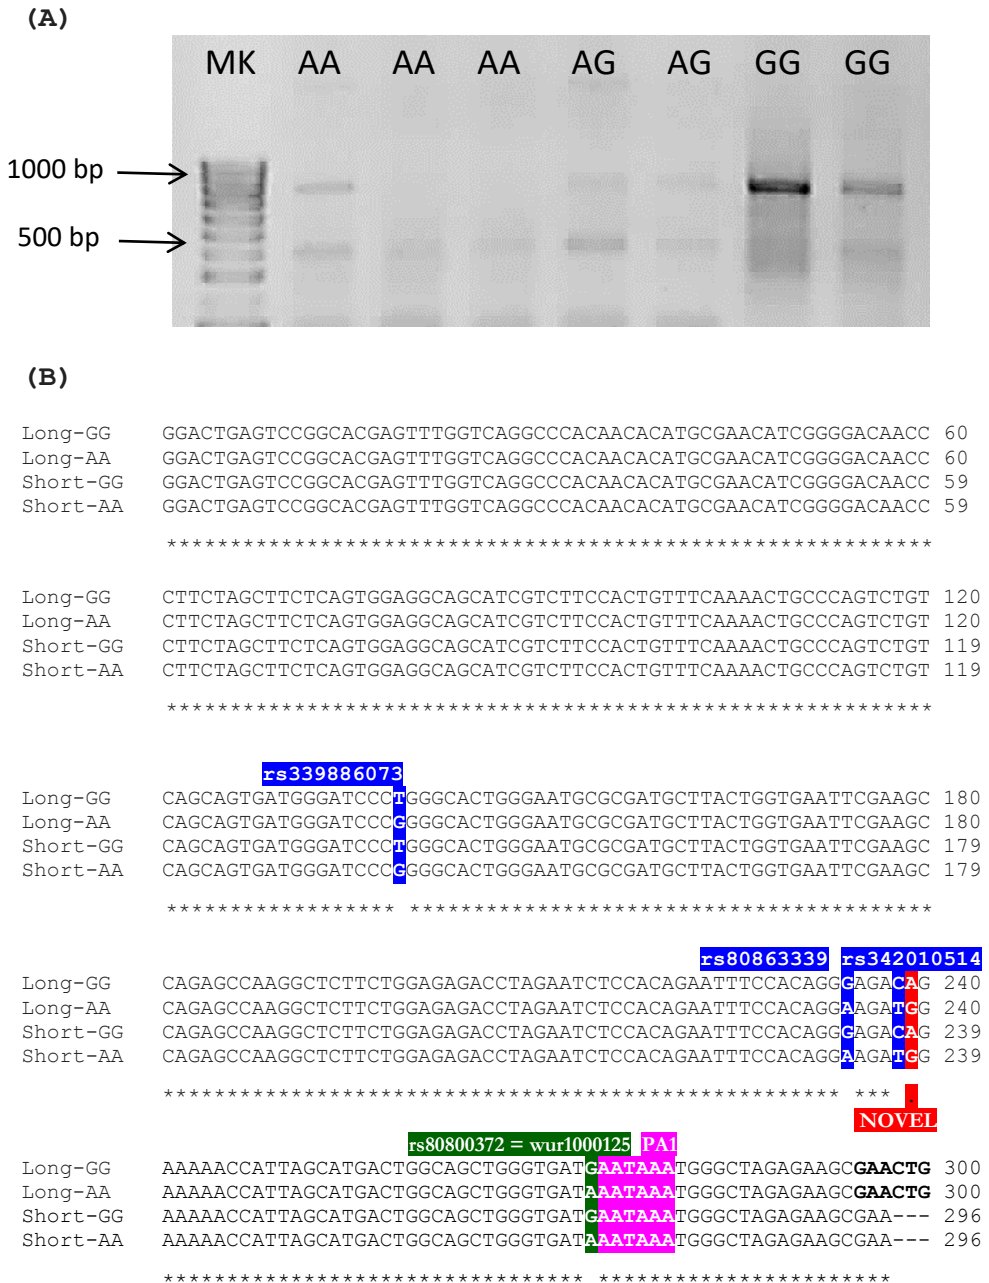 (A)
MK AA AA AA AG AG GG GG
1000 bp
500 bp
(B)
Long-GG GGACTGAGTCCGGCACGAGTTTGGTCAGGCCCACAACACATGCGAACATCGGGGACAACC 60
Long-AA GGACTGAGTCCGGCACGAGTTTGGTCAGGCCCACAACACATGCGAACATCGGGGACAACC 60
Short-GG GGACTGAGTCCGGCACGAGTTTGGTCAGGCCCACAACACATGCGAACATCGGGGACAACC 59
Short-AA GGACTGAGTCCGGCACGAGTTTGGTCAGGCCCACAACACATGCGAACATCGGGGACAACC 59
************************************************************
Long-GG CTTCTAGCTTCTCAGTGGAGGCAGCATCGTCTTCCACTGTTTCAAAACTGCCCAGTCTGT 120
Long-AA CTTCTAGCTTCTCAGTGGAGGCAGCATCGTCTTCCACTGTTTCAAAACTGCCCAGTCTGT 120
Short-GG CTTCTAGCTTCTCAGTGGAGGCAGCATCGTCTTCCACTGTTTCAAAACTGCCCAGTCTGT 119
Short-AA CTTCTAGCTTCTCAGTGGAGGCAGCATCGTCTTCCACTGTTTCAAAACTGCCCAGTCTGT 119
************************************************************
rs339886073
Long-GG CAGCAGTGATGGGATCCCTGGGCACTGGGAATGCGCGATGCTTACTGGTGAATTCGAAGC 180
Long-AA CAGCAGTGATGGGATCCCGGGGCACTGGGAATGCGCGATGCTTACTGGTGAATTCGAAGC 180
Short-GG CAGCAGTGATGGGATCCCTGGGCACTGGGAATGCGCGATGCTTACTGGTGAATTCGAAGC 179
Short-AA CAGCAGTGATGGGATCCCGGGGCACTGGGAATGCGCGATGCTTACTGGTGAATTCGAAGC 179
****************** *****************************************
rs80863339 rs342010514
Long-GG CAGAGCCAAGGCTCTTCTGGAGAGACCTAGAATCTCCACAGAATTTCCACAGGGAGACAG 240
Long-AA CAGAGCCAAGGCTCTTCTGGAGAGACCTAGAATCTCCACAGAATTTCCACAGGAAGATGG 240
Short-GG CAGAGCCAAGGCTCTTCTGGAGAGACCTAGAATCTCCACAGAATTTCCACAGGGAGACAG 239
Short-AA CAGAGCCAAGGCTCTTCTGGAGAGACCTAGAATCTCCACAGAATTTCCACAGGAAGATGG 239
***************************************************** *** .
NOVEL
rs80800372 = wur1000125 PA1
Long-GG AAAAACCATTAGCATGACTGGCAGCTGGGTGATGAATAAATGGGCTAGAGAAGCGAACTG 300
Long-AA AAAAACCATTAGCATGACTGGCAGCTGGGTGATAAATAAATGGGCTAGAGAAGCGAACTG 300
Short-GG AAAAACCATTAGCATGACTGGCAGCTGGGTGATGAATAAATGGGCTAGAGAAGCGAA--- 296
Short-AA AAAAACCATTAGCATGACTGGCAGCTGGGTGATAAATAAATGGGCTAGAGAAGCGAA--- 296
********************************* ***********************